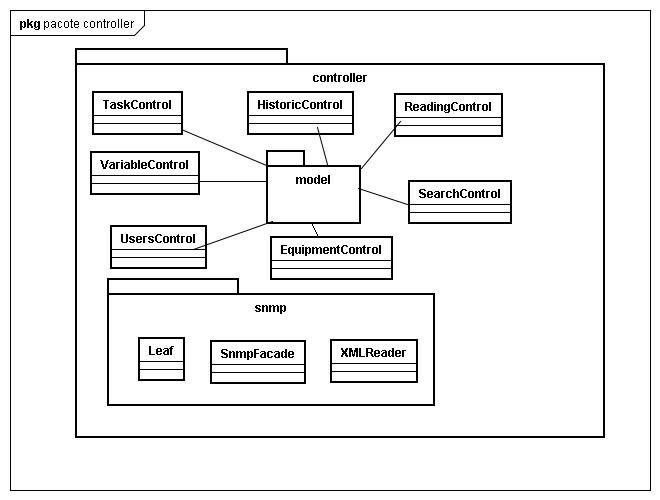 pkg pacote controller
controller
TaskControl
HistoricControl
ReadingControl
VariableControl
model
SearchControl
UsersControl
EquipmentControl
snmp
Leaf
SnmpFacade
XMLReader